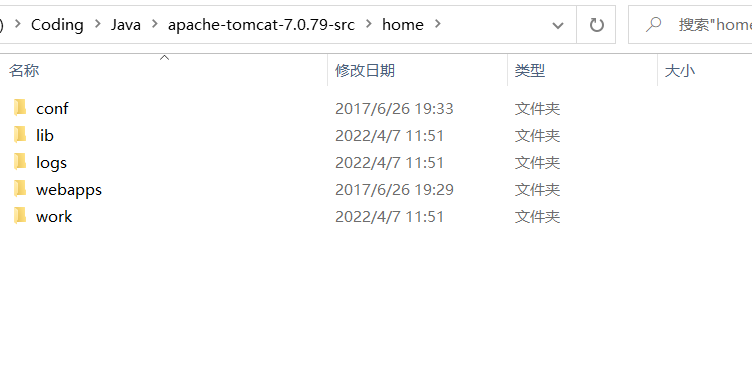 ) > Coding > Java > apache-tomcat-7.0.79-src > home >
搜索"home
名称 修改日期 类型 大小
conf 2017/6/26 19:33 文件夹
lib 2022/4/7 11:51 文件夹
logs 2022/4/7 11:51 文件夹
webapps 2017/6/26 19:29 文件夹
work 2022/4/7 11:51 文件夹